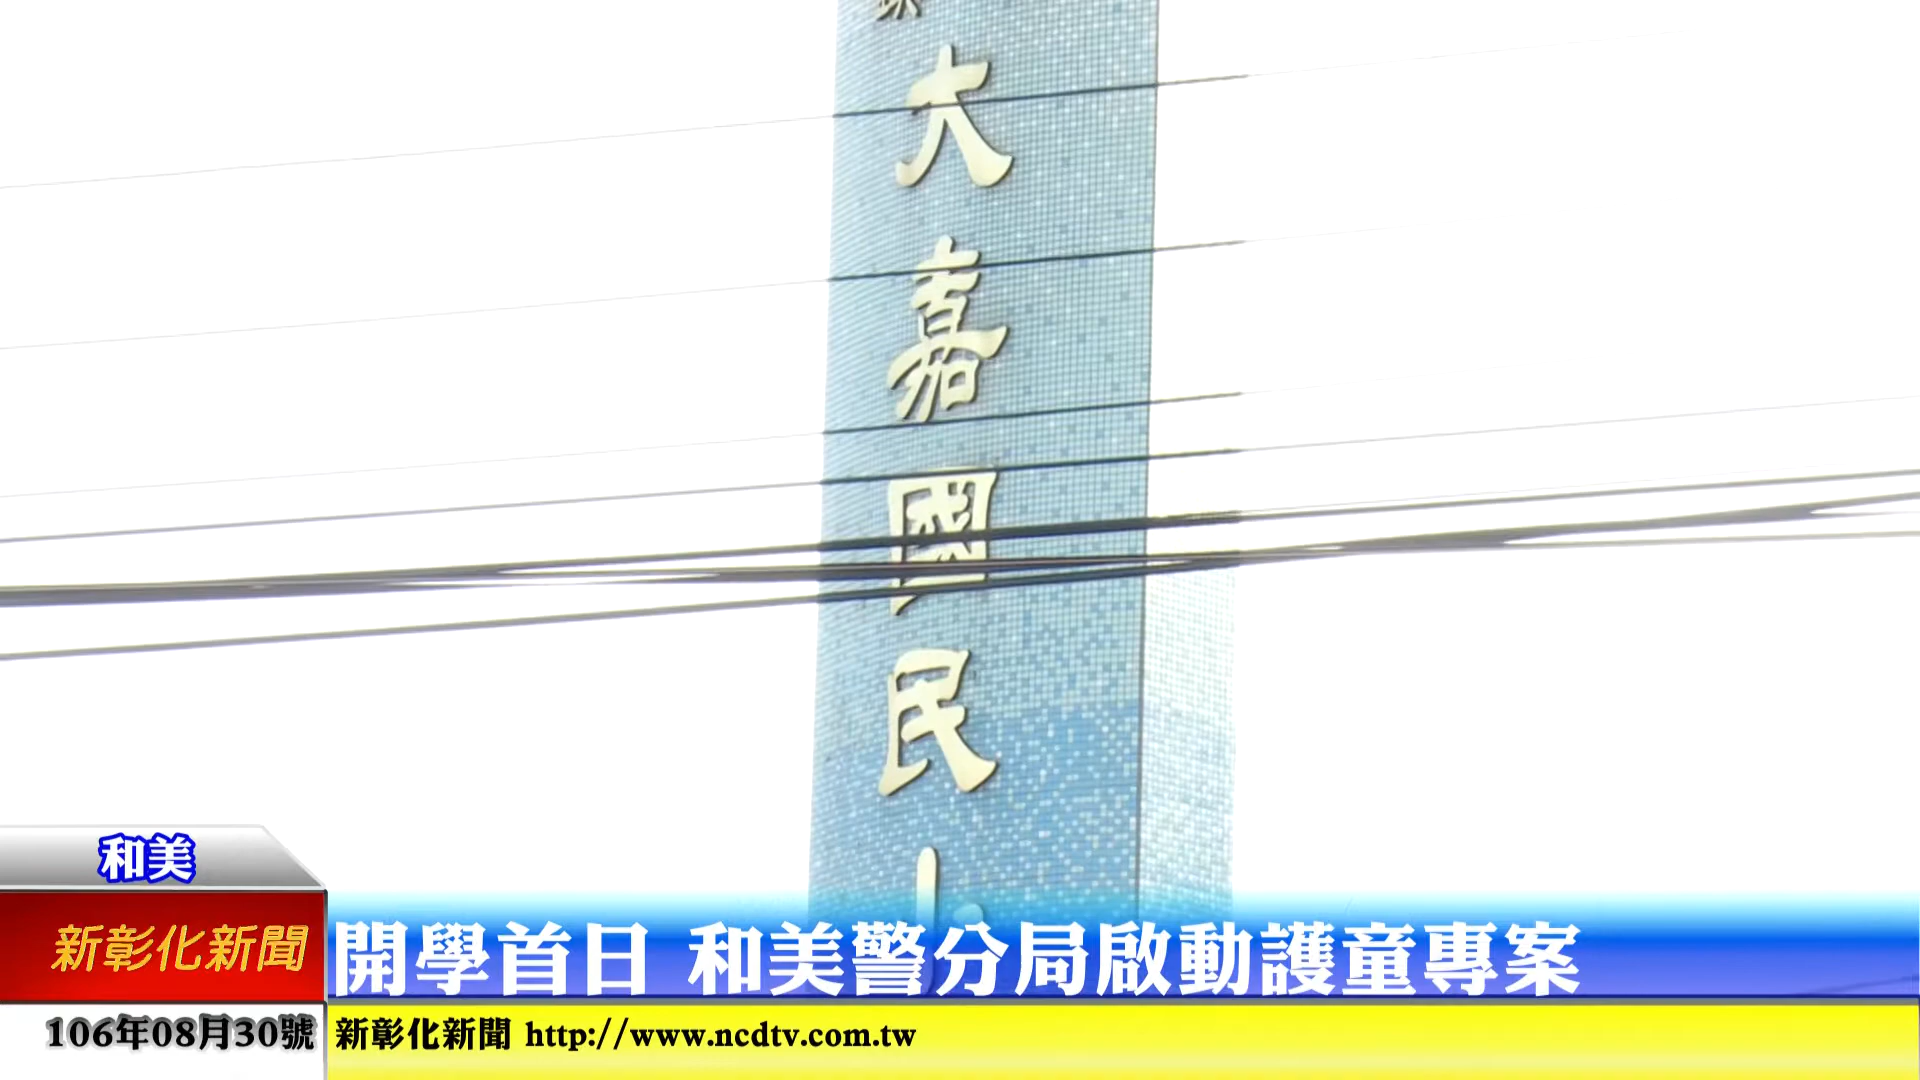 大嘉國民
和美
新彰化新聞
開學首日 和美警分局啟動護童專案
106年08月30號
新彰化新聞 http://www.ncdtv.com.tw